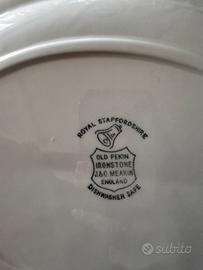 ROYAL STAFFORDSHIRE
OLD PEKIN
IRONSTONE
J&G. MEAKIN
ENGLAND
DISHWASHER SAFE
subito